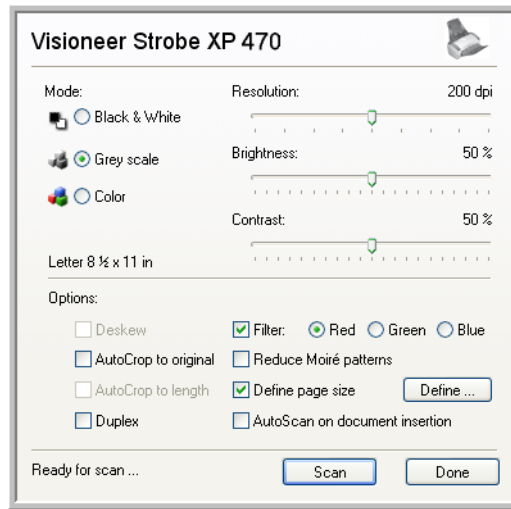 Visioneer Strobe XP 470
Mode:
Black & White
Grey scale
Color
Letter 8 ½ x 11 in
Resolution: 200 dpi
Brightness: 50 %
Contrast: 50 %
Options:
Deskew
AutoCrop to original
AutoCrop to length
Duplex
Filter: Red Green Blue
Reduce Moiré patterns
Define page size Define ...
AutoScan on document insertion
Ready for scan ... Scan Done